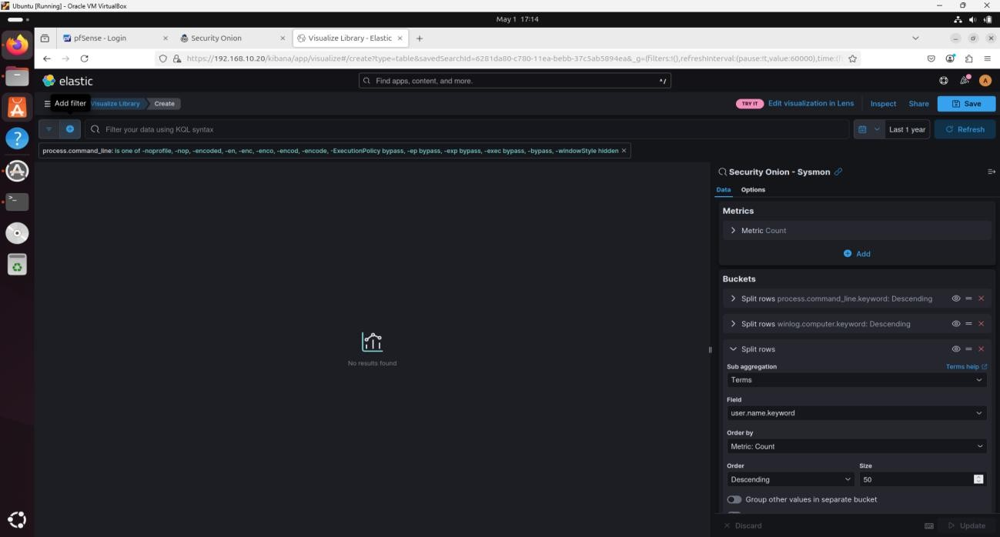 Ubuntu [Running] - Oracle VM VirtualBox
May 1 17:14
pfSense - Login
Security Onion
Visualize Library - Elastic
https://192.168.10.20/kibana/app/visualize#/create?type=table&savedSearchId=6281da80-c780-11ea-bebb-37c5ab5894ea&_g=(filters:!(),refreshInterval:(pause:!t,value:60000),time:(
elastic
Find apps, content, and more.
^/
A
Add filter
Visualize Library
Create
TRY IT
Edit visualization in Lens
Inspect
Share
Save
Filter your data using KQL syntax
Last 1 year
Refresh
process.command_line: is one of -noprofile, -nop, -encoded, -en, -enc, -enco, -encod, -encode, -ExecutionPolicy bypass, -ep bypass, -exp bypass, -exec bypass, -bypass, -windowStyle hidden
Security Onion - Sysmon
Data
Options
Metrics
Metric Count
Add
Buckets
Split rows process.command_line.keyword: Descending
Split rows winlog.computer.keyword: Descending
Split rows
Sub aggregation
Terms help
Terms
Field
user.name.keyword
Order by
Metric: Count
Order
Size
Descending
50
Group other values in separate bucket
No results found
Discard
Update